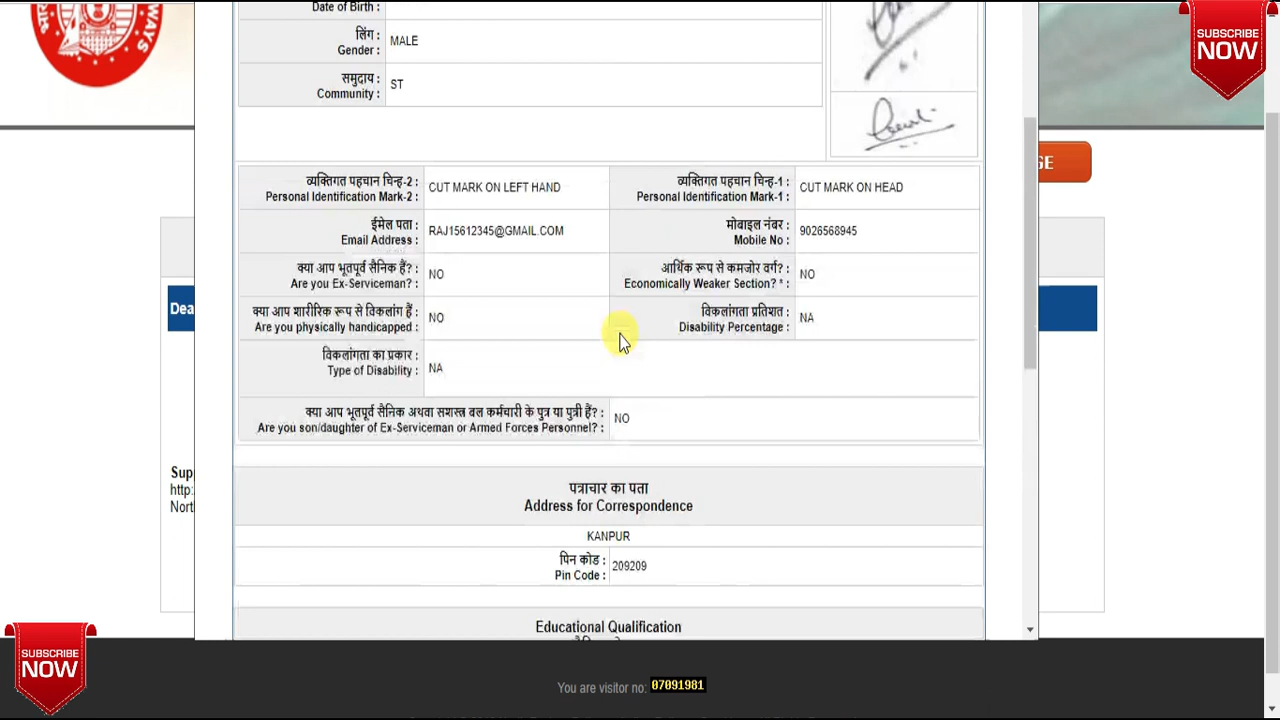 WAYS
SUBSCRIBE
NOW
Date of Birth :
लिंग :
Gender :
MALE
समुदाय :
Community :
ST
व्यक्तिगत पहचान चिन्ह-2 :
Personal Identification Mark-2 :
CUT MARK ON LEFT HAND
व्यक्तिगत पहचान चिन्ह-1 :
Personal Identification Mark-1 :
CUT MARK ON HEAD
ईमेल पता :
Email Address :
RAJ15612345@GMAIL.COM
मोबाइल नंबर :
Mobile No :
9026568945
क्या आप भूतपूर्व सैनिक हैं? :
Are you Ex-Serviceman? :
NO
आर्थिक रूप से कमजोर वर्ग? :
Economically Weaker Section? * :
NO
क्या आप शारीरिक रूप से विकलांग हैं :
Are you physically handicapped :
NO
विकलांगता प्रतिशत :
Disability Percentage :
NA
विकलांगता का प्रकार :
Type of Disability :
NA
क्या आप भूतपूर्व सैनिक अथवा सशस्त्र बल कर्मचारी के पुत्र या पुत्री हैं? :
Are you son/daughter of Ex-Serviceman or Armed Forces Personnel? :
NO
पत्राचार का पता
Address for Correspondence
KANPUR
पिन कोड :
Pin Code :
209209
Educational Qualification
GE
Dea
Supp
http:
Nort
SUBSCRIBE
NOW
You are visitor no: 07091981